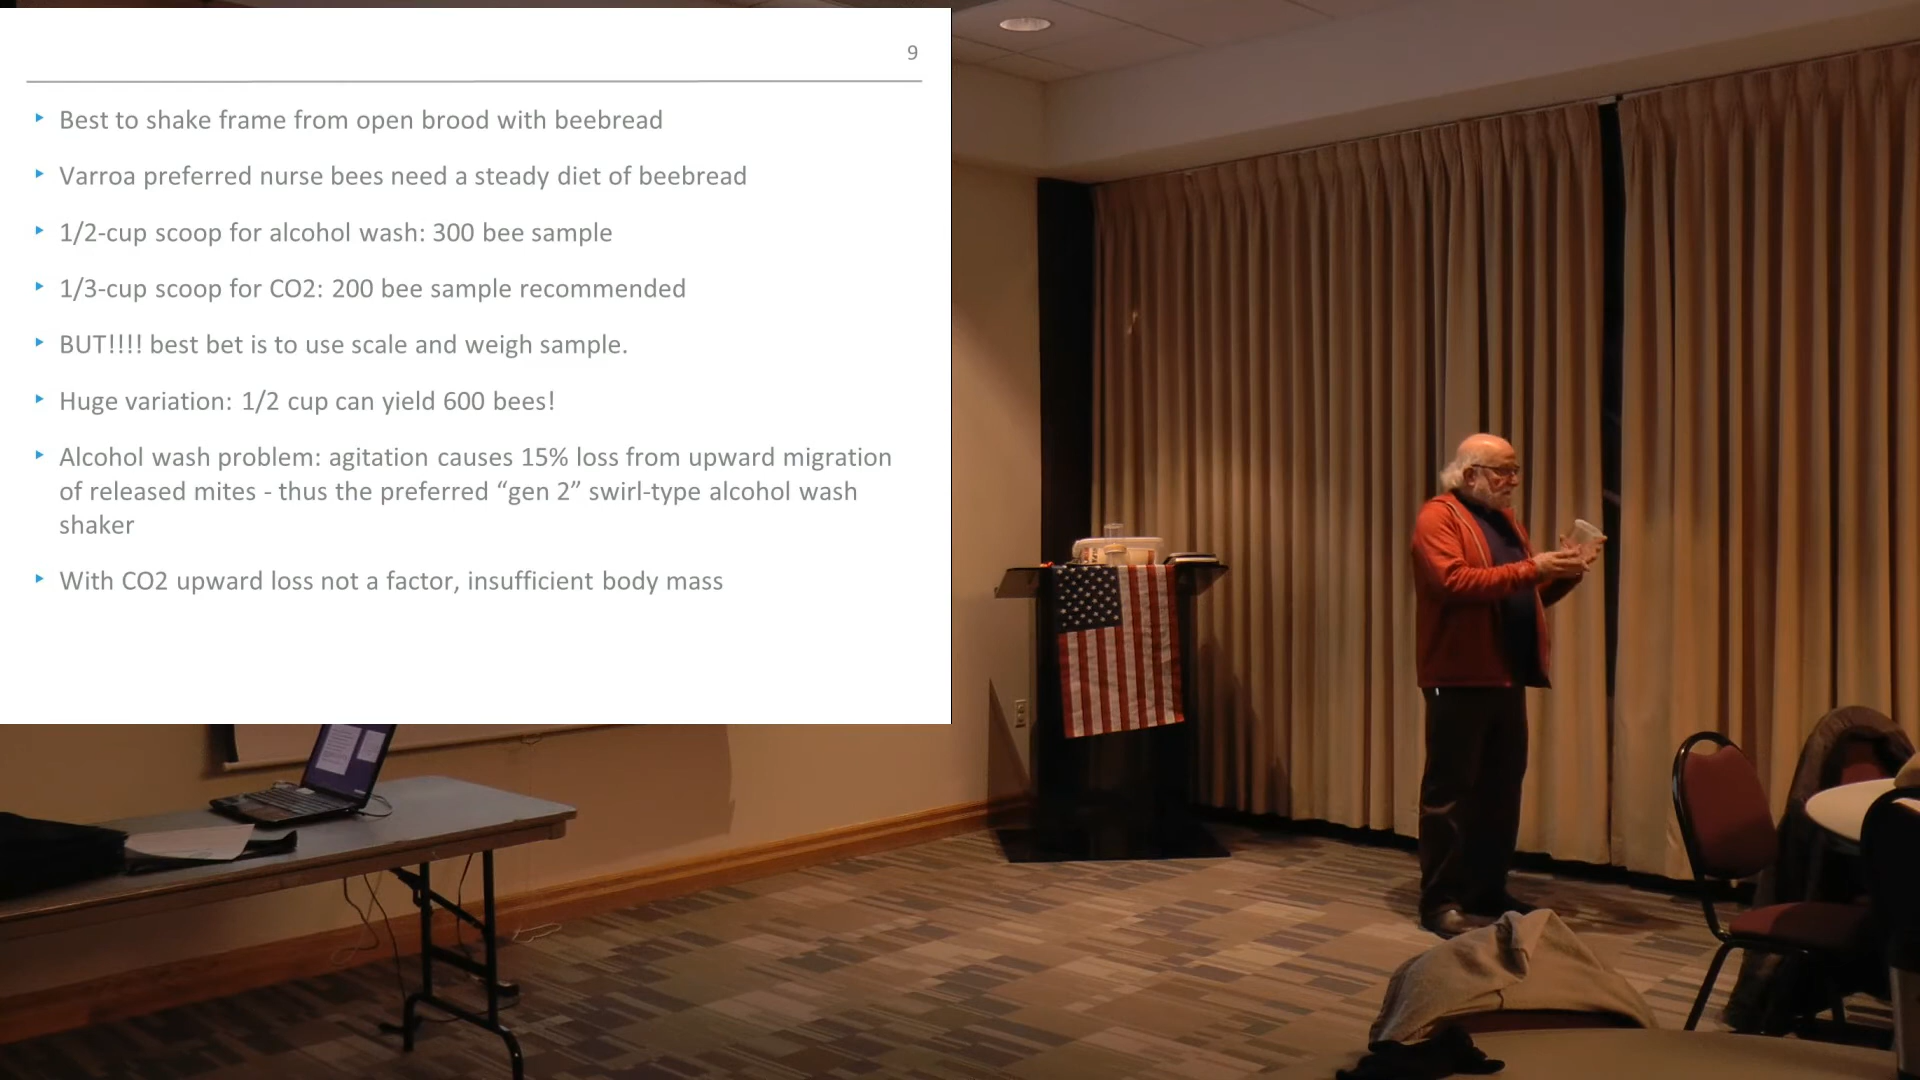 9
Best to shake frame from open brood with beebread
Varroa preferred nurse bees need a steady diet of beebread
1/2-cup scoop for alcohol wash: 300 bee sample
1/3-cup scoop for CO2: 200 bee sample recommended
BUT!!!! best bet is to use scale and weigh sample.
Huge variation: 1/2 cup can yield 600 bees!
Alcohol wash problem: agitation causes 15% loss from upward migration
of released mites - thus the preferred “gen 2” swirl-type alcohol wash
shaker
With CO2 upward loss not a factor, insufficient body mass